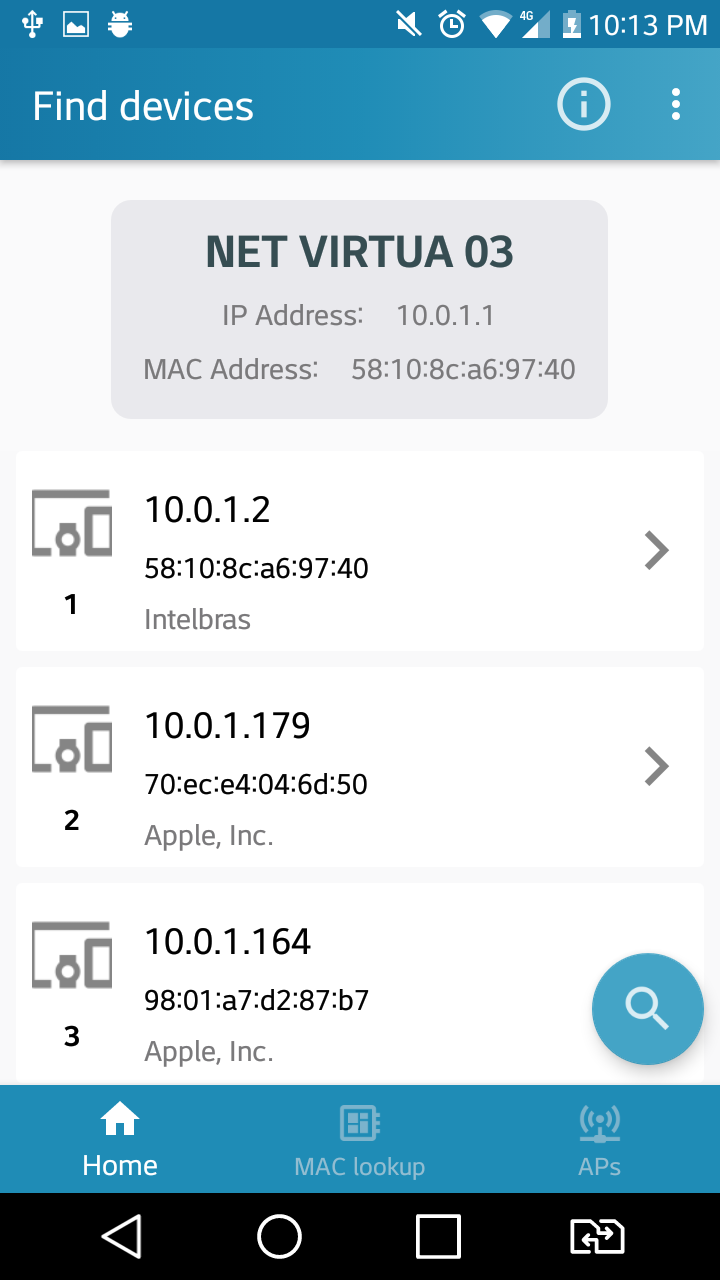 4G 10:13 PM
Find devices
NET VIRTUA 03
IP Address: 10.0.1.1
MAC Address: 58:10:8c:a6:97:40
10.0.1.2
58:10:8c:a6:97:40
1
Intelbras
10.0.1.179
70:ec:e4:04:6d:50
2
Apple, Inc.
10.0.1.164
98:01:a7:d2:87:b7
3
Apple, Inc.
Home MAC lookup APs